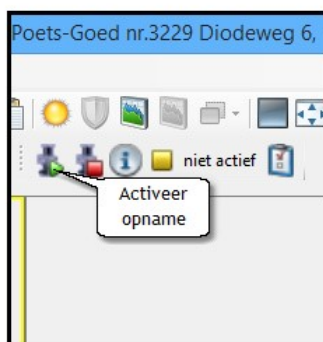 Poets-Goed nr.3229 Diodeweg 6,
niet actief
Activeer
opname